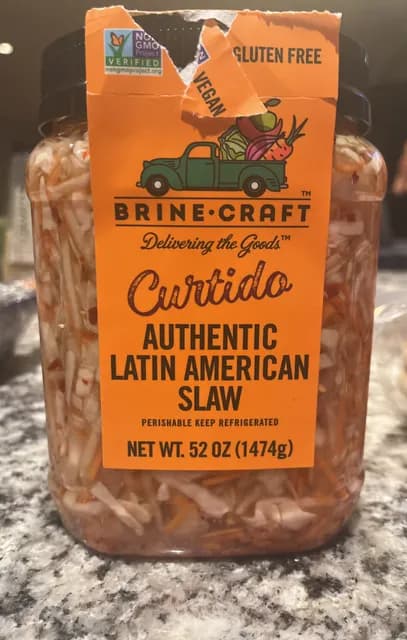 NON
GMO
Project
VERIFIED
nongmoproject.org
GLUTEN FREE
VEGAN
TM
BRINE·CRAFT
Delivering the Goods™
Curtido
AUTHENTIC
LATIN AMERICAN
SLAW
PERISHABLE KEEP REFRIGERATED
NET WT. 52 OZ (1474g)